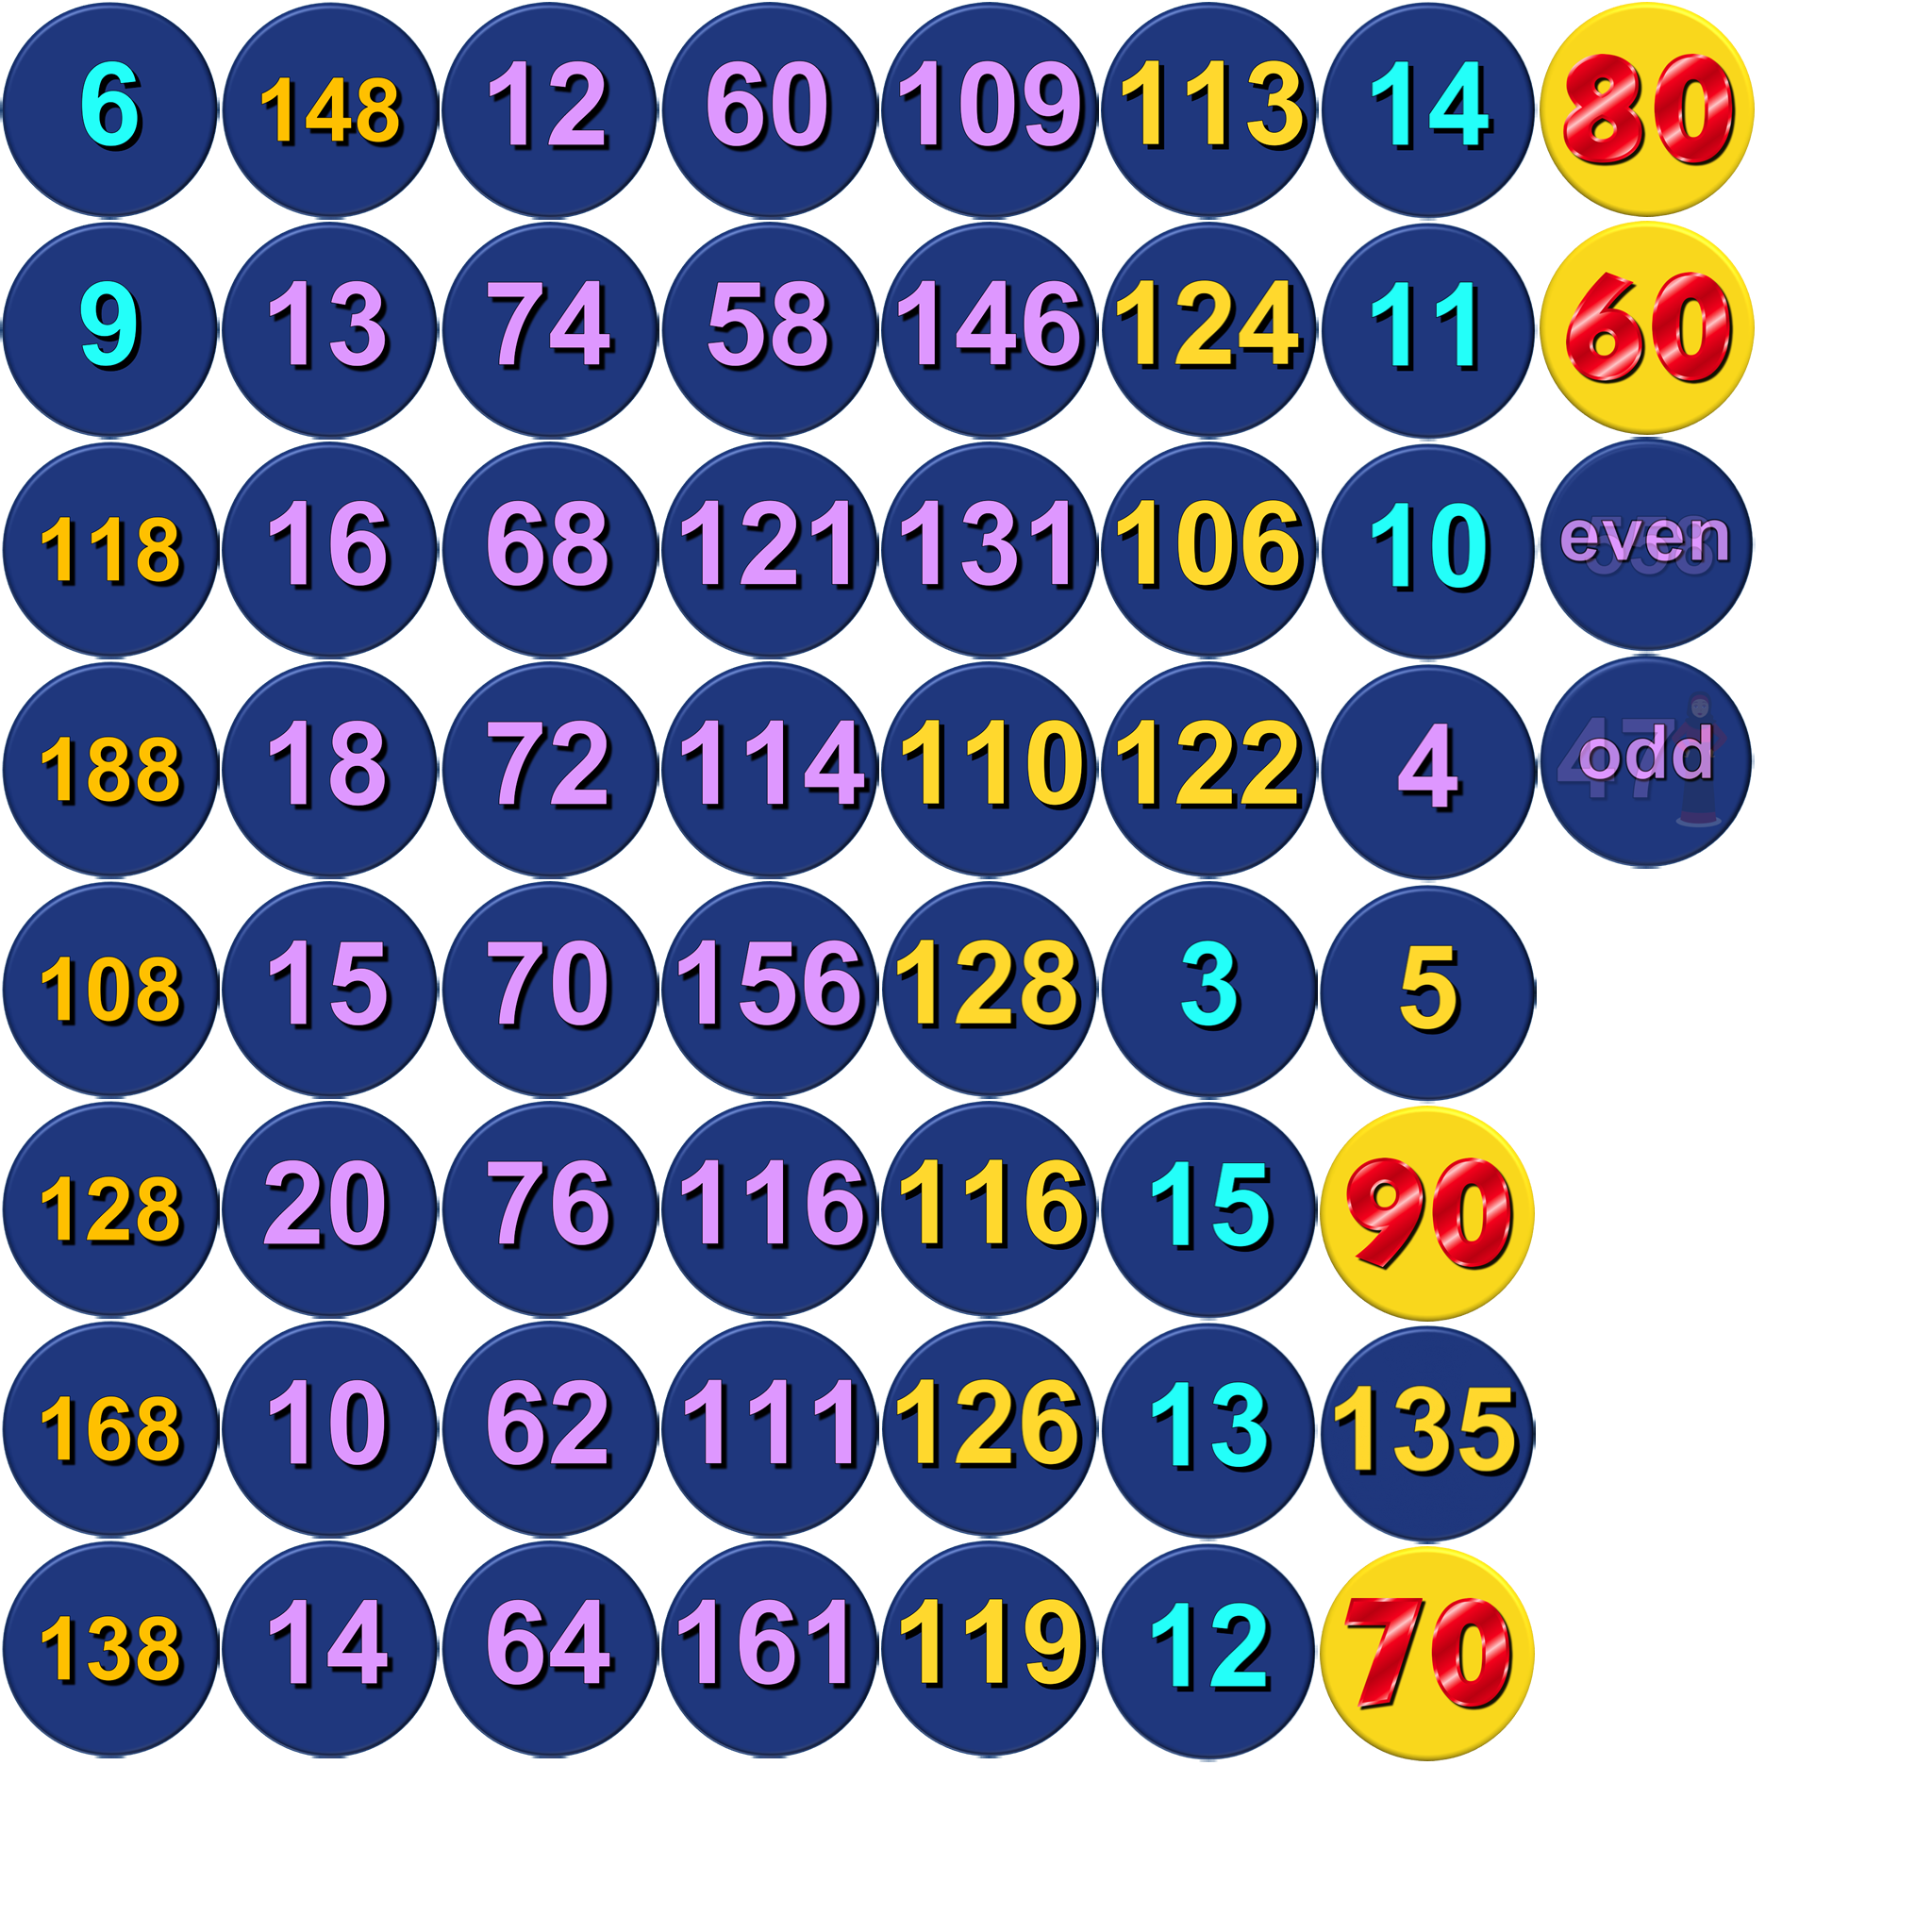 6 148 12 60 109 113 14 80
9 13 74 58 146 124 11 60
118 16 68 121 131 106 10 even
188 18 72 114 110 122 4 odd
108 15 70 156 128 3 5
128 20 76 116 116 15 90
168 10 62 111 126 13 135
138 14 64 161 119 12 70